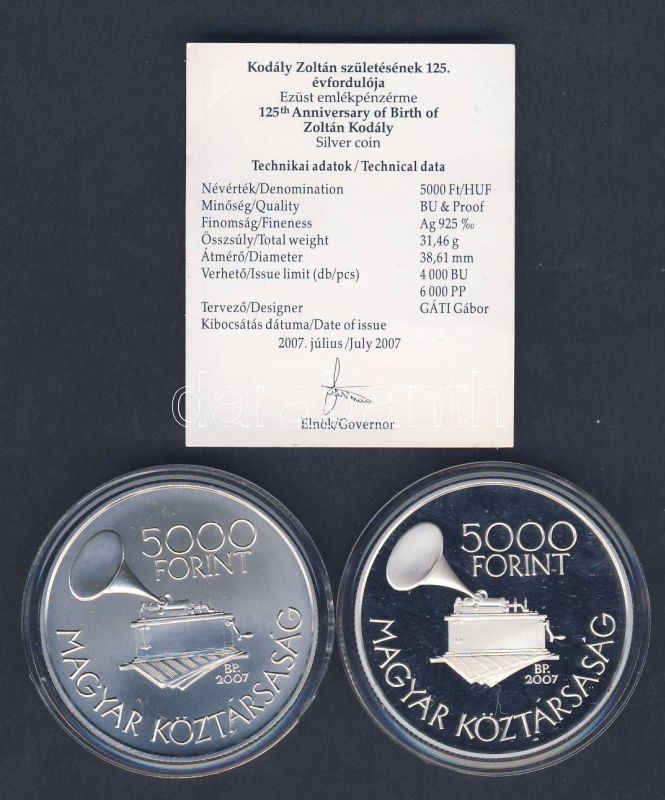 Kodály Zoltán születésének 125.
évfordulója
Ezüst emlékpénzérme
125th Anniversary of Birth of
Zoltán Kodály
Silver coin
Technikai adatok / Technical data
Névérték/Denomination 5000 Ft/HUF
Minőség/Quality BU & Proof
Finomság/Fineness Ag 925 ‰
Összsúly/Total weight 31,46 g
Átmérő/Diameter 38,61 mm
Verhető/Issue limit (db/pcs) 4 000 BU
6 000 PP
Tervező/Designer GÁTI Gábor
Kibocsátás dátuma/Date of issue
2007. július/July 2007
Elnök/Governor
5000
FORINT
BP.
2007
MAGYAR KÖZTÁRSASÁG
5000
FORINT
BP.
2007
MAGYAR KÖZTÁRSASÁG